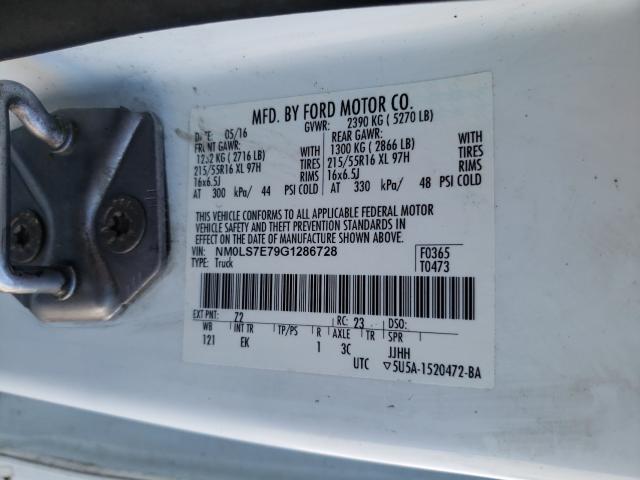 MFD. BY FORD MOTOR CO.
DATE: 05/16 GVWR: 2390 KG ( 5270 LB)
FRONT GAWR: REAR GAWR:
1232 KG ( 2716 LB) WITH 1300 KG ( 2866 LB) WITH
215/55R16 XL 97H TIRES 215/55R16 XL 97H TIRES
16x6.5J RIMS 16x6.5J RIMS
AT 300 kPa/ 44 PSI COLD AT 330 kPa/ 48 PSI COLD
THIS VEHICLE CONFORMS TO ALL APPLICABLE FEDERAL MOTOR
VEHICLE SAFETY AND THEFT PREVENTION STANDARDS IN
EFFECT ON THE DATE OF MANUFACTURE SHOWN ABOVE.
VIN: NM0LS7E79G1286728 F0365
TYPE: Truck T0473
EXT PNT: Z2 RC: 23 DSO:
WB INT TR TP/PS R AXLE TR SPR
121 EK 1 3C JJHH
UTC ▽5U5A-1520472-BA